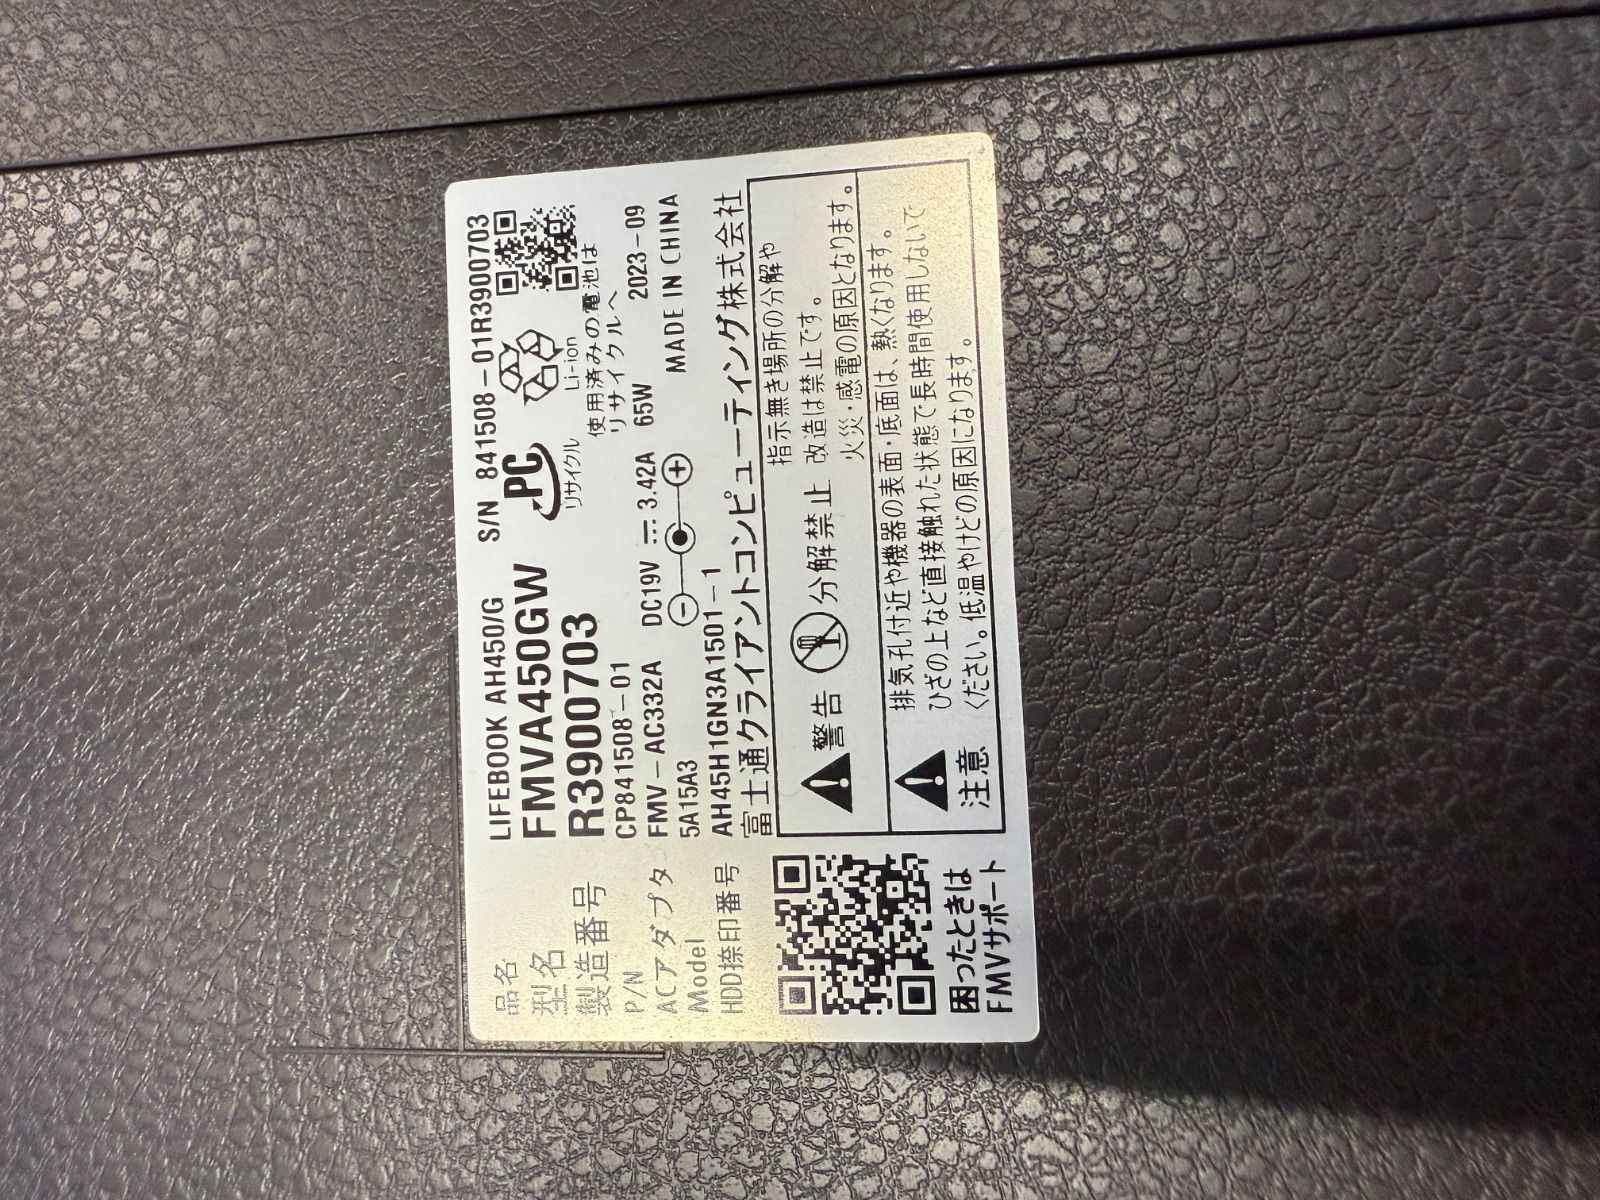 品名 LIFEBOOK AH450/G
S/N 841508-01R3900703
型名 FMVA450GW
製造番号 R3900703
PC
リサイクル
Li-ion
使用済みの電池は
リサイクルへ
P/N CP841508-01
ACアダプタ FMV-AC332A DC19V 3.42A 65W 2023-09
Model 5A15A3
MADE IN CHINA
HDD捺印番号 AH45H1GN3A1501-1
富士通クライアントコンピューティング株式会社
警告 分解禁止
指示無き場所の分解や
改造は禁止です。
火災・感電の原因となります。
注意
排気孔付近や機器の表面・底面は、熱くなります。
ひざの上など直接触れた状態で長時間使用しないで
ください。低温やけどの原因になります。
困ったときは
FMVサポート